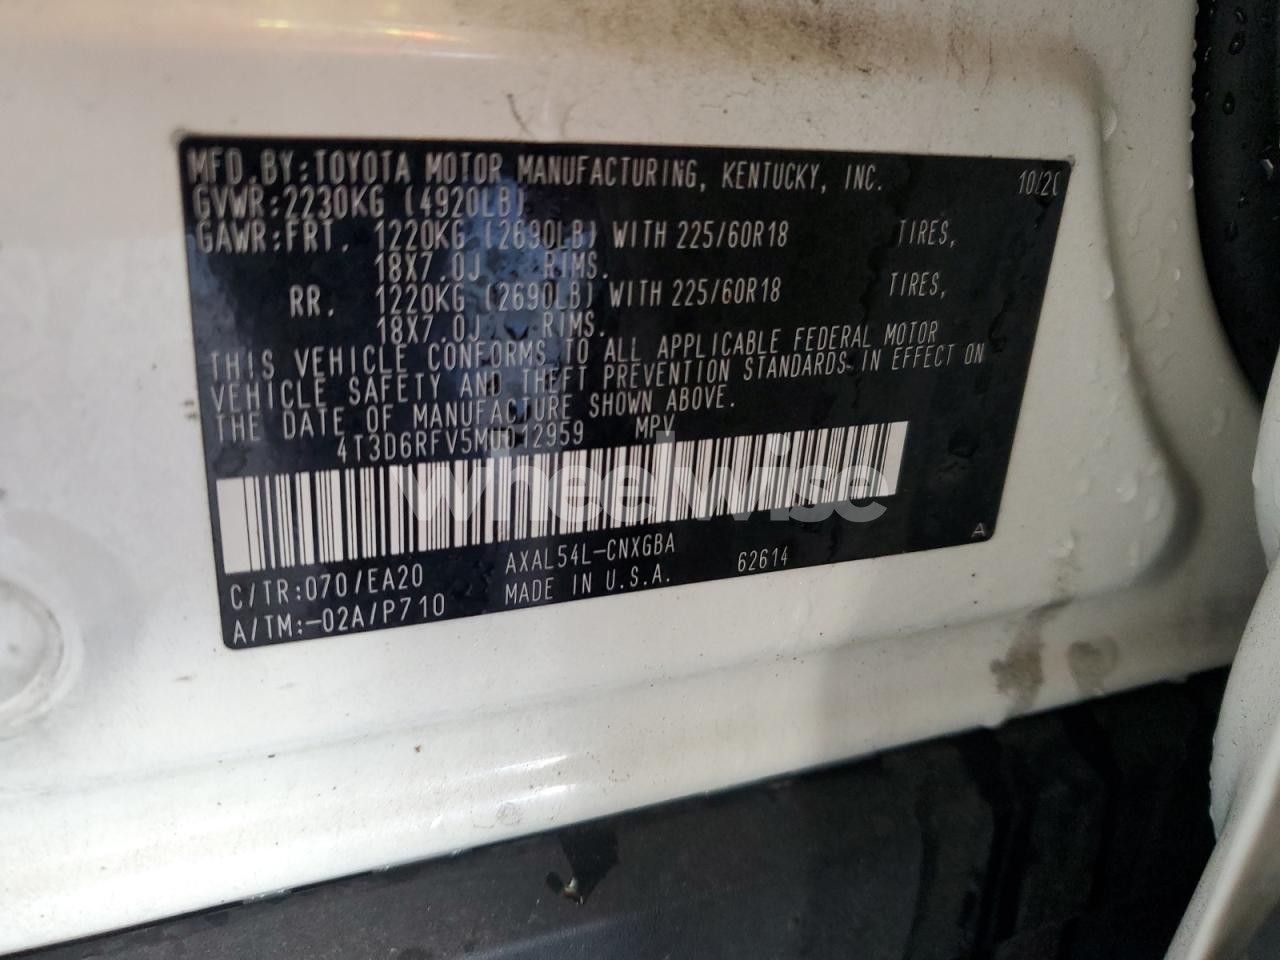 MFD.BY:TOYOTA MOTOR MANUFACTURING, KENTUCKY, INC. 10/20
GVWR:2230KG (4920LB)
GAWR:FRT. 1220KG (2690LB) WITH 225/60R18 TIRES,
18X7.0J RIMS.
RR. 1220KG (2690LB) WITH 225/60R18 TIRES,
18X7.0J RIMS.
THIS VEHICLE CONFORMS TO ALL APPLICABLE FEDERAL MOTOR
VEHICLE SAFETY AND THEFT PREVENTION STANDARDS IN EFFECT ON
THE DATE OF MANUFACTURE SHOWN ABOVE.
4T3D6RFV5MU012959 MPV
wheelwise
C/TR:070/EA20 AXAL54L-CNXGBA 62614 A
A/TM:-02A/P710 MADE IN U.S.A.